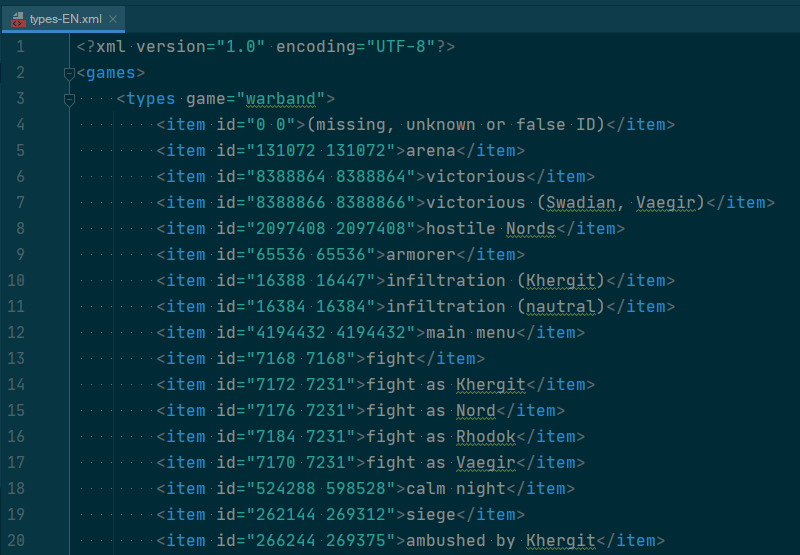 types-EN.xml
1 <?xml version="1.0" encoding="UTF-8"?>
2 <games>
3 <types game="warband">
4 <item id="0 0">(missing, unknown or false ID)</item>
5 <item id="131072 131072">arena</item>
6 <item id="8388864 8388864">victorious</item>
7 <item id="8388866 8388866">victorious (Swadian, Vaegir)</item>
8 <item id="2097408 2097408">hostile Nords</item>
9 <item id="65536 65536">armorer</item>
10 <item id="16388 16447">infiltration (Khergit)</item>
11 <item id="16384 16384">infiltration (nautral)</item>
12 <item id="4194432 4194432">main menu</item>
13 <item id="7168 7168">fight</item>
14 <item id="7172 7231">fight as Khergit</item>
15 <item id="7176 7231">fight as Nord</item>
16 <item id="7184 7231">fight as Rhodok</item>
17 <item id="7170 7231">fight as Vaegir</item>
18 <item id="524288 598528">calm night</item>
19 <item id="262144 269312">siege</item>
20 <item id="266244 269375">ambushed by Khergit</item>